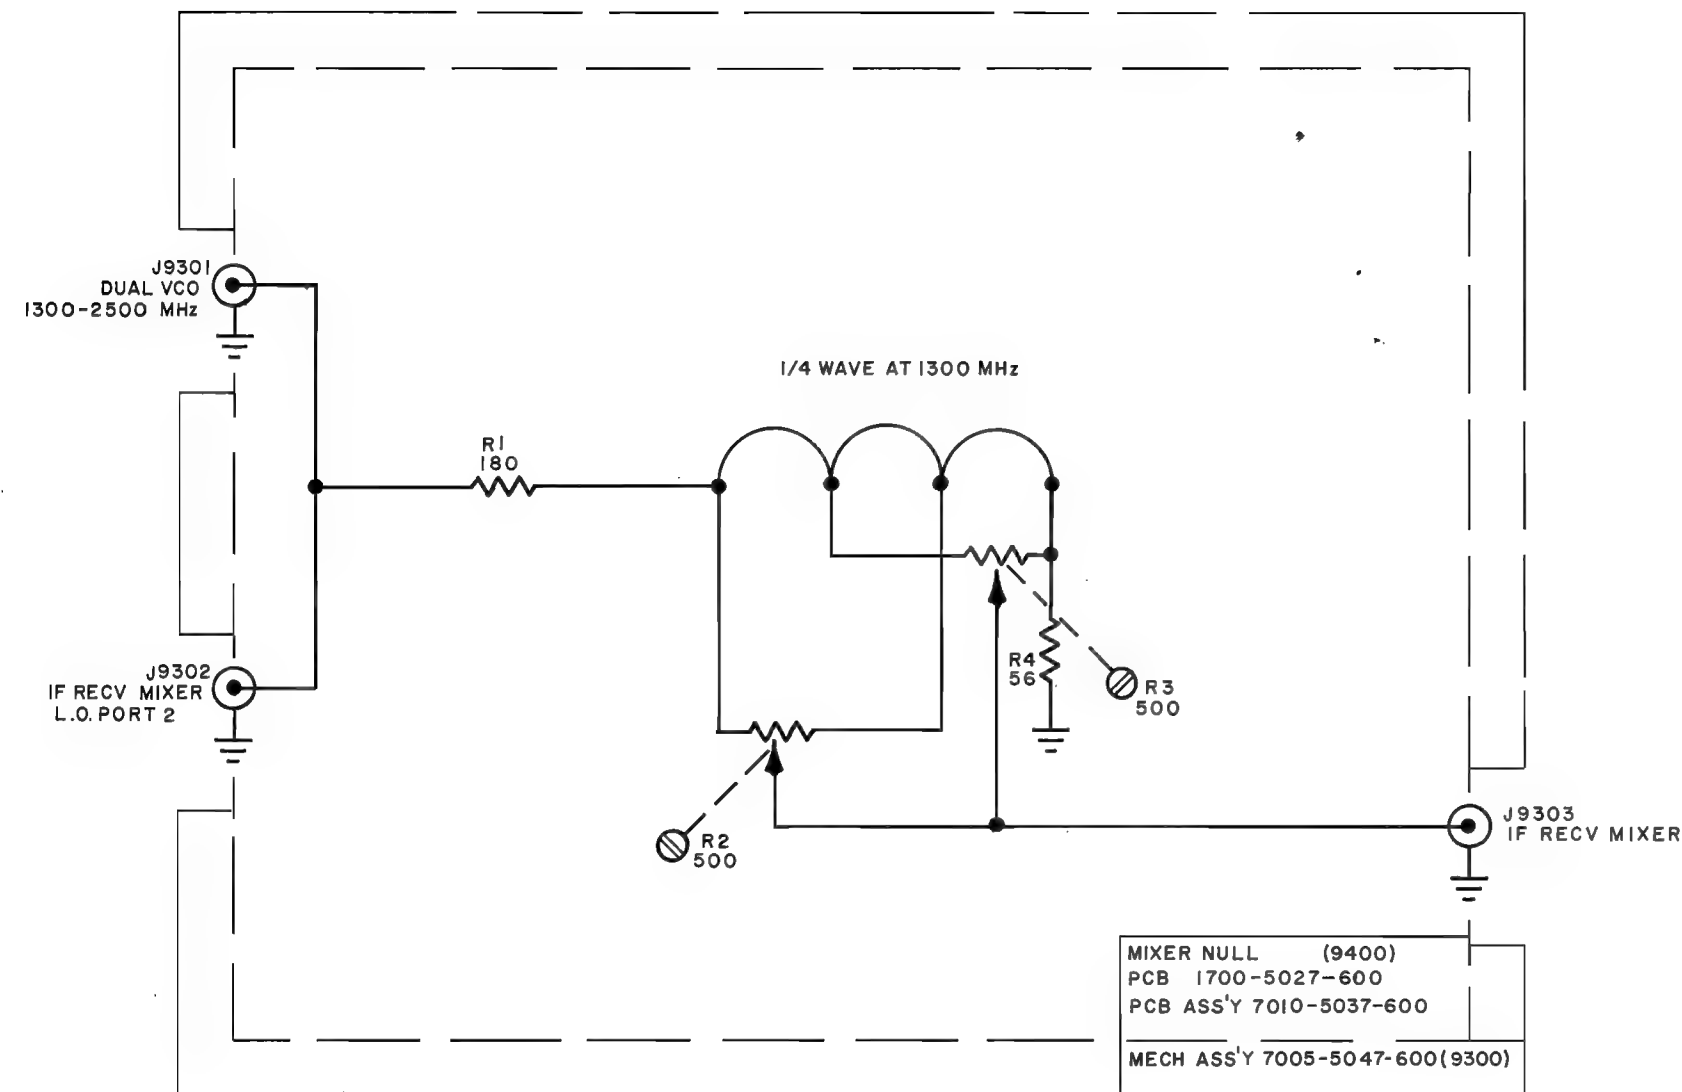 J9301
DUAL VCO
1300-2500 MHz
1/4 WAVE AT 1300 MHz
R1
180
J9302
IF RECV MIXER
L.O. PORT 2
R4
56
R3
500
R2
500
J9303
IF RECV MIXER
MIXER NULL (9400)
PCB 1700-5027-600
PCB ASS'Y 7010-5037-600
MECH ASS'Y 7005-5047-600(9300)